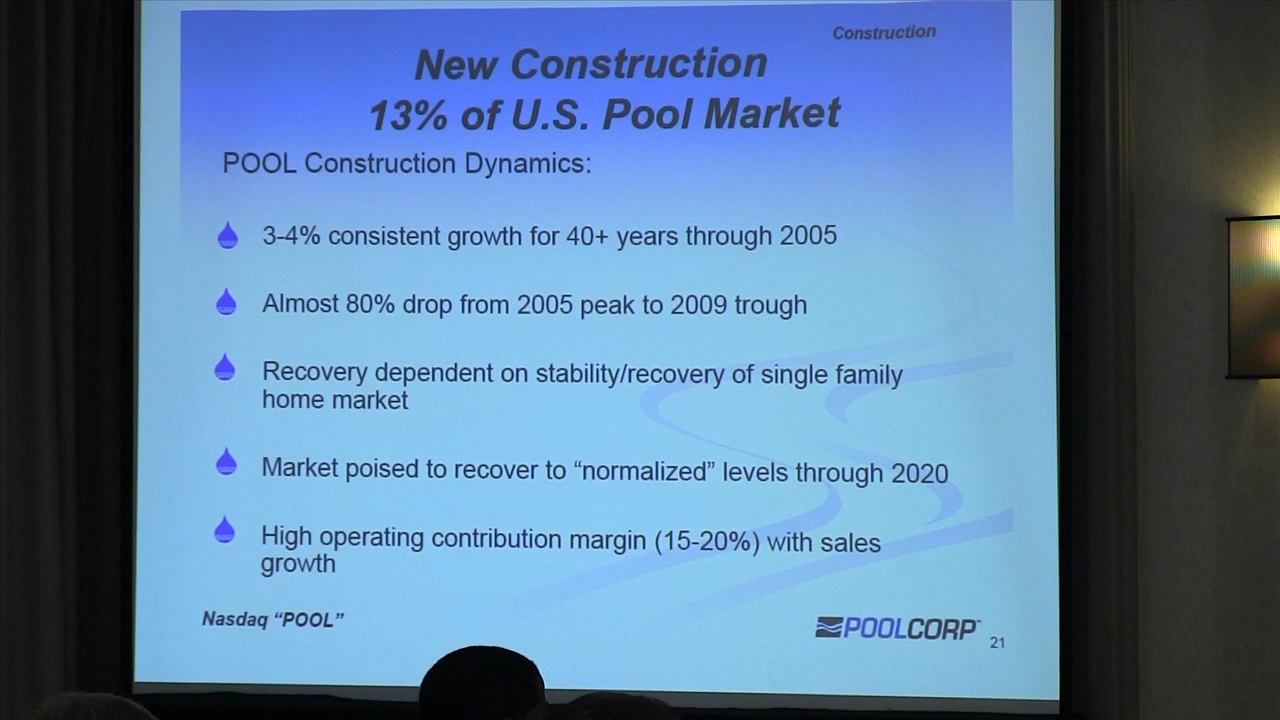 Construction
New Construction
13% of U.S. Pool Market
POOL Construction Dynamics:
3-4% consistent growth for 40+ years through 2005
Almost 80% drop from 2005 peak to 2009 trough
Recovery dependent on stability/recovery of single family
home market
Market poised to recover to “normalized” levels through 2020
High operating contribution margin (15-20%) with sales
growth
Nasdaq “POOL”
POOLCORP
21